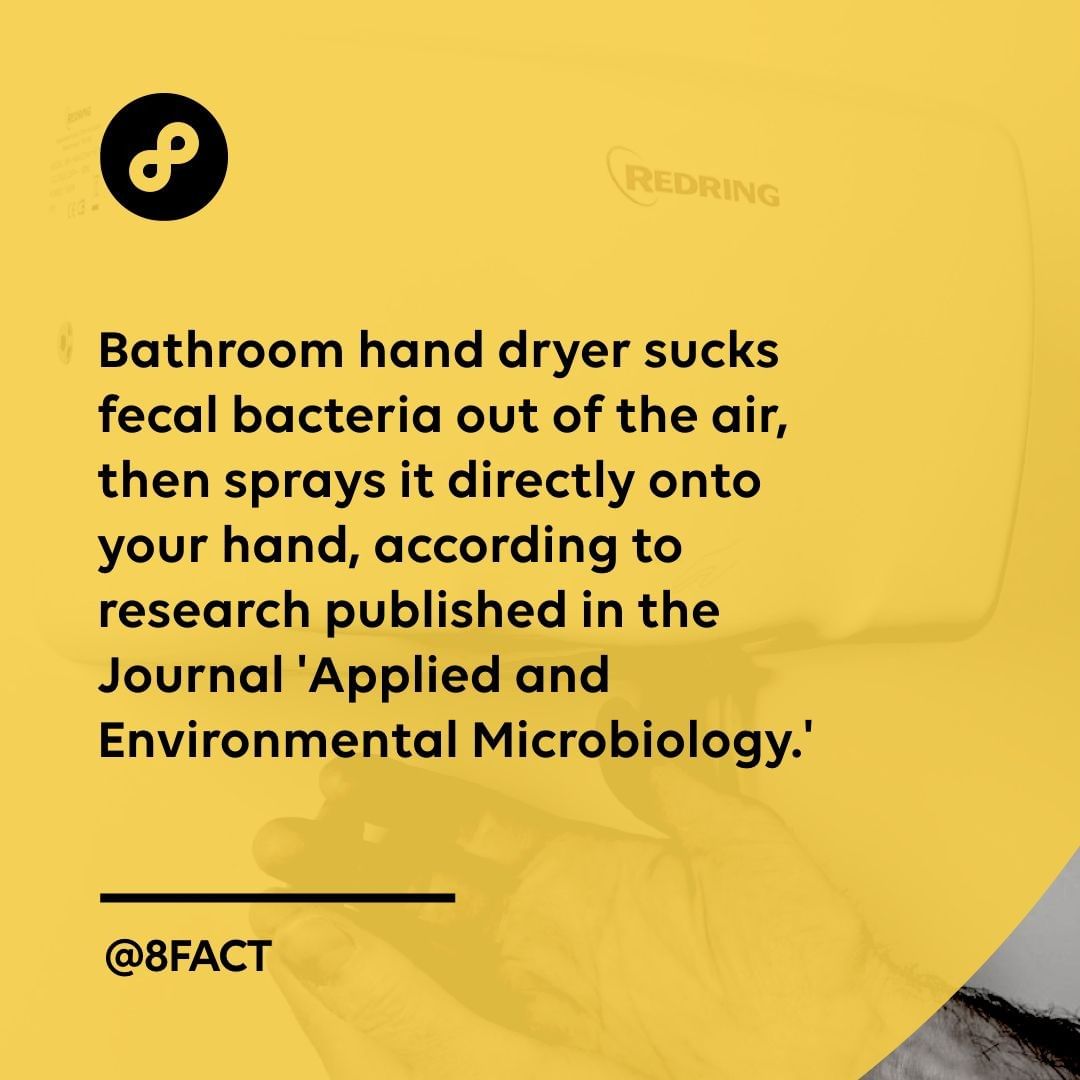 REDRING
Bathroom hand dryer sucks
fecal bacteria out of the air,
then sprays it directly onto
your hand, according to
research published in the
Journal 'Applied and
Environmental Microbiology.'
@8FACT